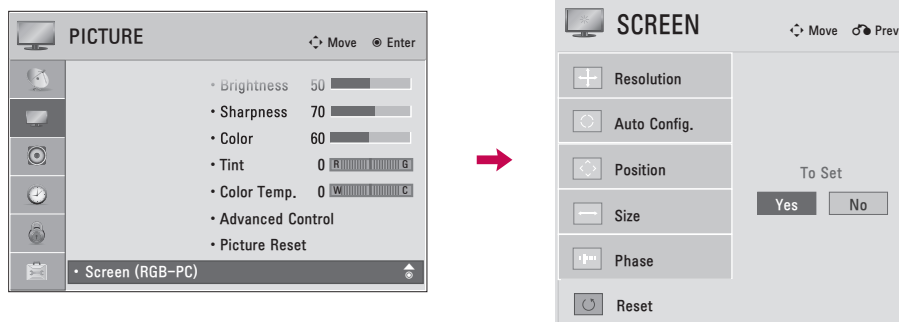 PICTURE
Move Enter
• Brightness 50
• Sharpness 70
• Color 60
• Tint 0 R G
• Color Temp. 0 W C
• Advanced Control
• Picture Reset
• Screen (RGB-PC)
SCREEN
Move Prev
Resolution
Auto Config.
Position
Size
Phase
Reset
To Set
Yes No